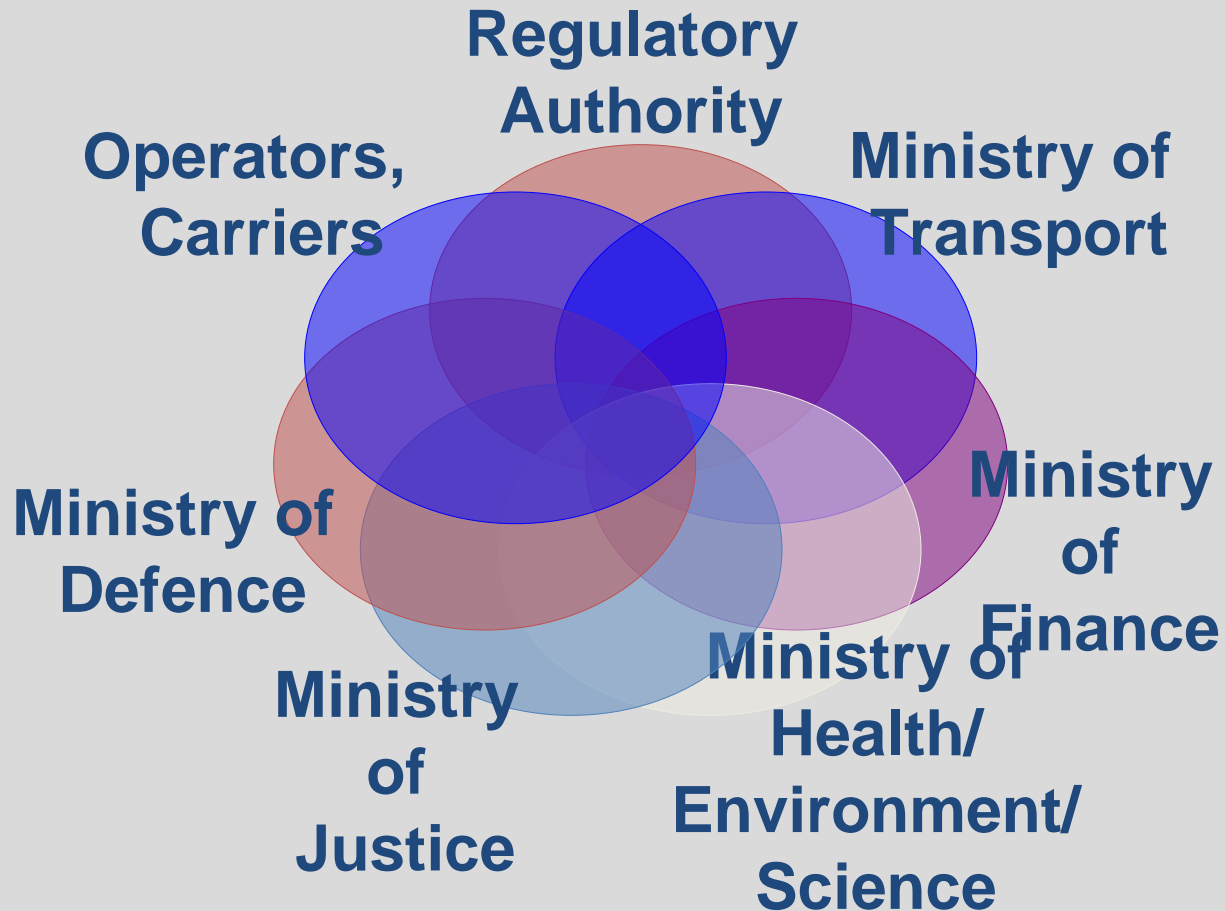 Regulatory
Authority
Operators,
Carriers
Ministry of
Transport
Ministry of
Defence
Ministry
of
Finance
Ministry
of
Justice
Ministry of
Health/
Environment/
Science